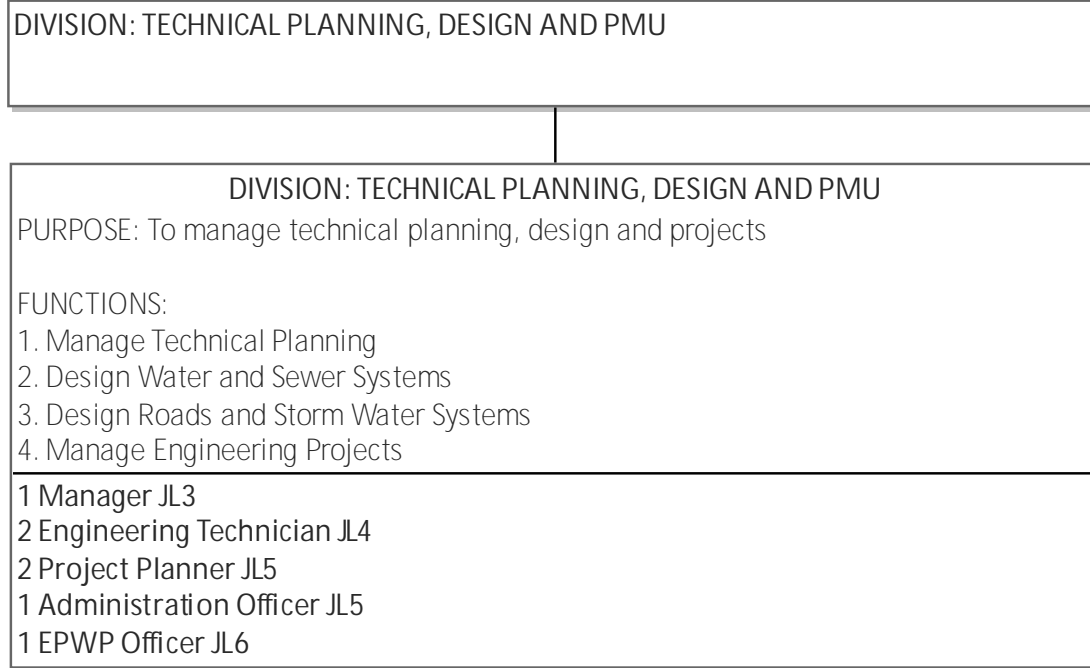 DIVISION: TECHNICAL PLANNING, DESIGN AND PMU
DIVISION: TECHNICAL PLANNING, DESIGN AND PMU
PURPOSE: To manage technical planning, design and projects
FUNCTIONS:
1. Manage Technical Planning
2. Design Water and Sewer Systems
3. Design Roads and Storm Water Systems
4. Manage Engineering Projects
1 Manager JL3
2 Engineering Technician JL4
2 Project Planner JL5
1 Administration Officer JL5
1 EPWP Officer JL6